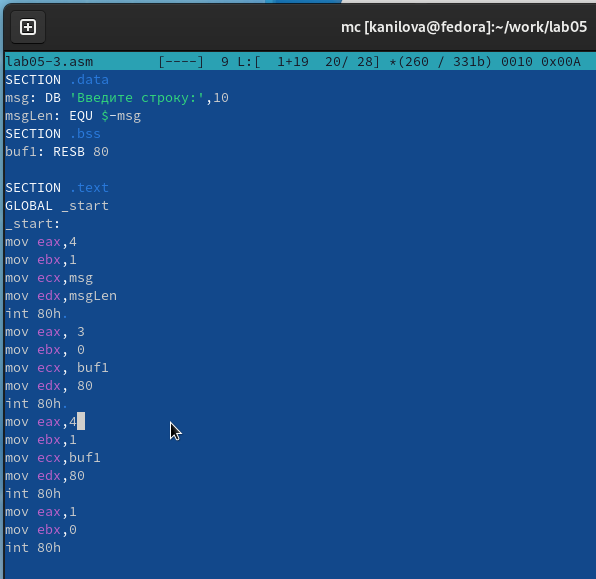 mc [kanilova@fedora]:~/work/lab05
lab05-3.asm [----] 9 L:[ 1+19 20/ 28] *(260 / 331b) 0010 0x00A
SECTION .data
msg: DB 'Введите строку:',10
msgLen: EQU $-msg
SECTION .bss
buf1: RESB 80
SECTION .text
GLOBAL _start
_start:
mov eax,4
mov ebx,1
mov ecx,msg
mov edx,msgLen
int 80h.
mov eax, 3
mov ebx, 0
mov ecx, buf1
mov edx, 80
int 80h.
mov eax,4
mov ebx,1
mov ecx,buf1
mov edx,80
int 80h
mov eax,1
mov ebx,0
int 80h